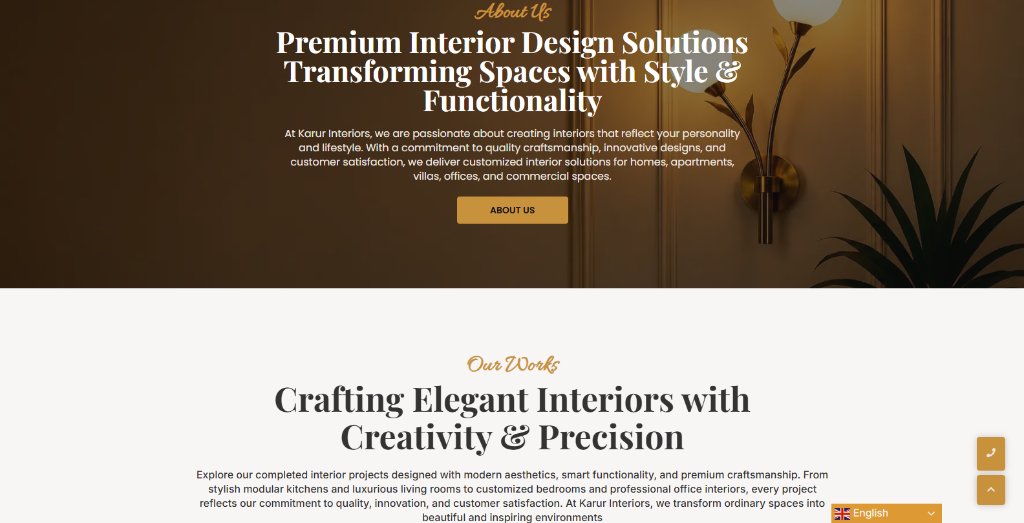 About Us
Premium Interior Design Solutions
Transforming Spaces with Style &
Functionality
At Karur Interiors, we are passionate about creating interiors that reflect your personality
and lifestyle. With a commitment to quality craftsmanship, innovative designs, and
customer satisfaction, we deliver customized interior solutions for homes, apartments,
villas, offices, and commercial spaces.
ABOUT US
Our Works
Crafting Elegant Interiors with
Creativity & Precision
Explore our completed interior projects designed with modern aesthetics, smart functionality, and premium craftsmanship. From
stylish modular kitchens and luxurious living rooms to customized bedrooms and professional office interiors, every project
reflects our commitment to quality, innovation, and customer satisfaction. At Karur Interiors, we transform ordinary spaces into
beautiful and inspiring environments
English